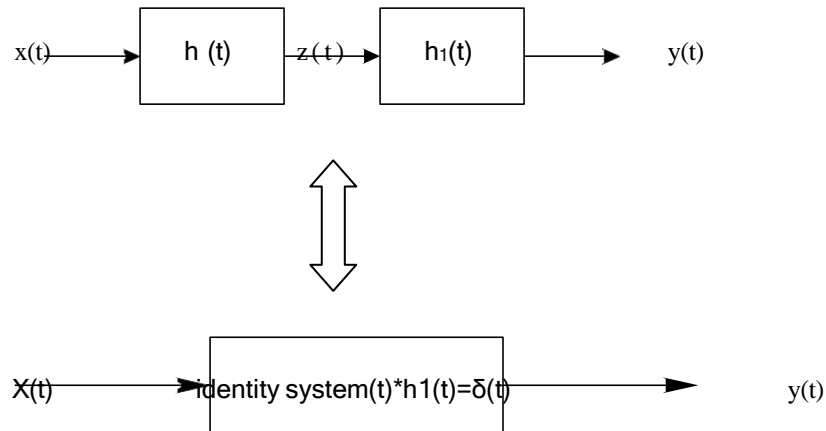 x(t) h (t) z(t) h1(t) y(t)
X(t) identity system(t)*h1(t)=δ(t) y(t)